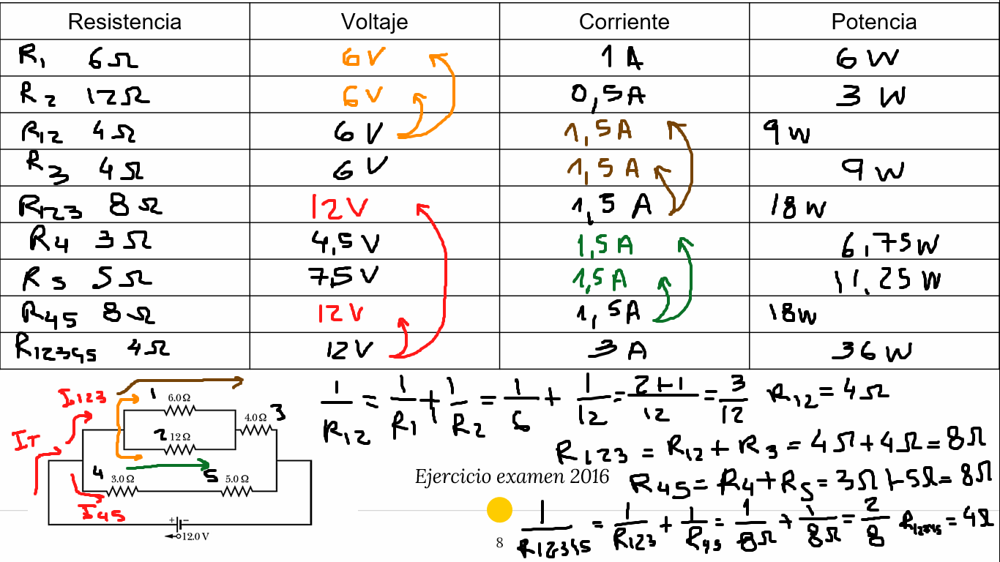 Resistencia Voltaje Corriente Potencia
R1 6Ω 6V 1A 6W
R2 12Ω 6V 0,5A 3W
R12 4Ω 6V 1,5A 9W
R3 4Ω 6V 1,5A 9W
R123 8Ω 12V 1,5A 18W
R4 3Ω 4,5V 1,5A 6,75W
R5 5Ω 7,5V 1,5A 11,25W
R45 8Ω 12V 1,5A 18W
R12345 4Ω 12V 3A 36W
1/R12 = 1/R1 + 1/R2 = 1/6 + 1/12 = 2+1/12 = 3/12 R12 = 4Ω
R123 = R12 + R3 = 4Ω + 4Ω = 8Ω
R45 = R4 + R5 = 3Ω + 5Ω = 8Ω
1/R12345 = 1/R123 + 1/R45 = 1/8Ω + 1/8Ω = 2/8 R12345 = 4Ω
Ejercicio examen 2016
8
I123
1
6.0 Ω
4.0 Ω 3
IT
2 12 Ω
4
3.0 Ω
5
5.0 Ω
I45
+ −
12.0 V